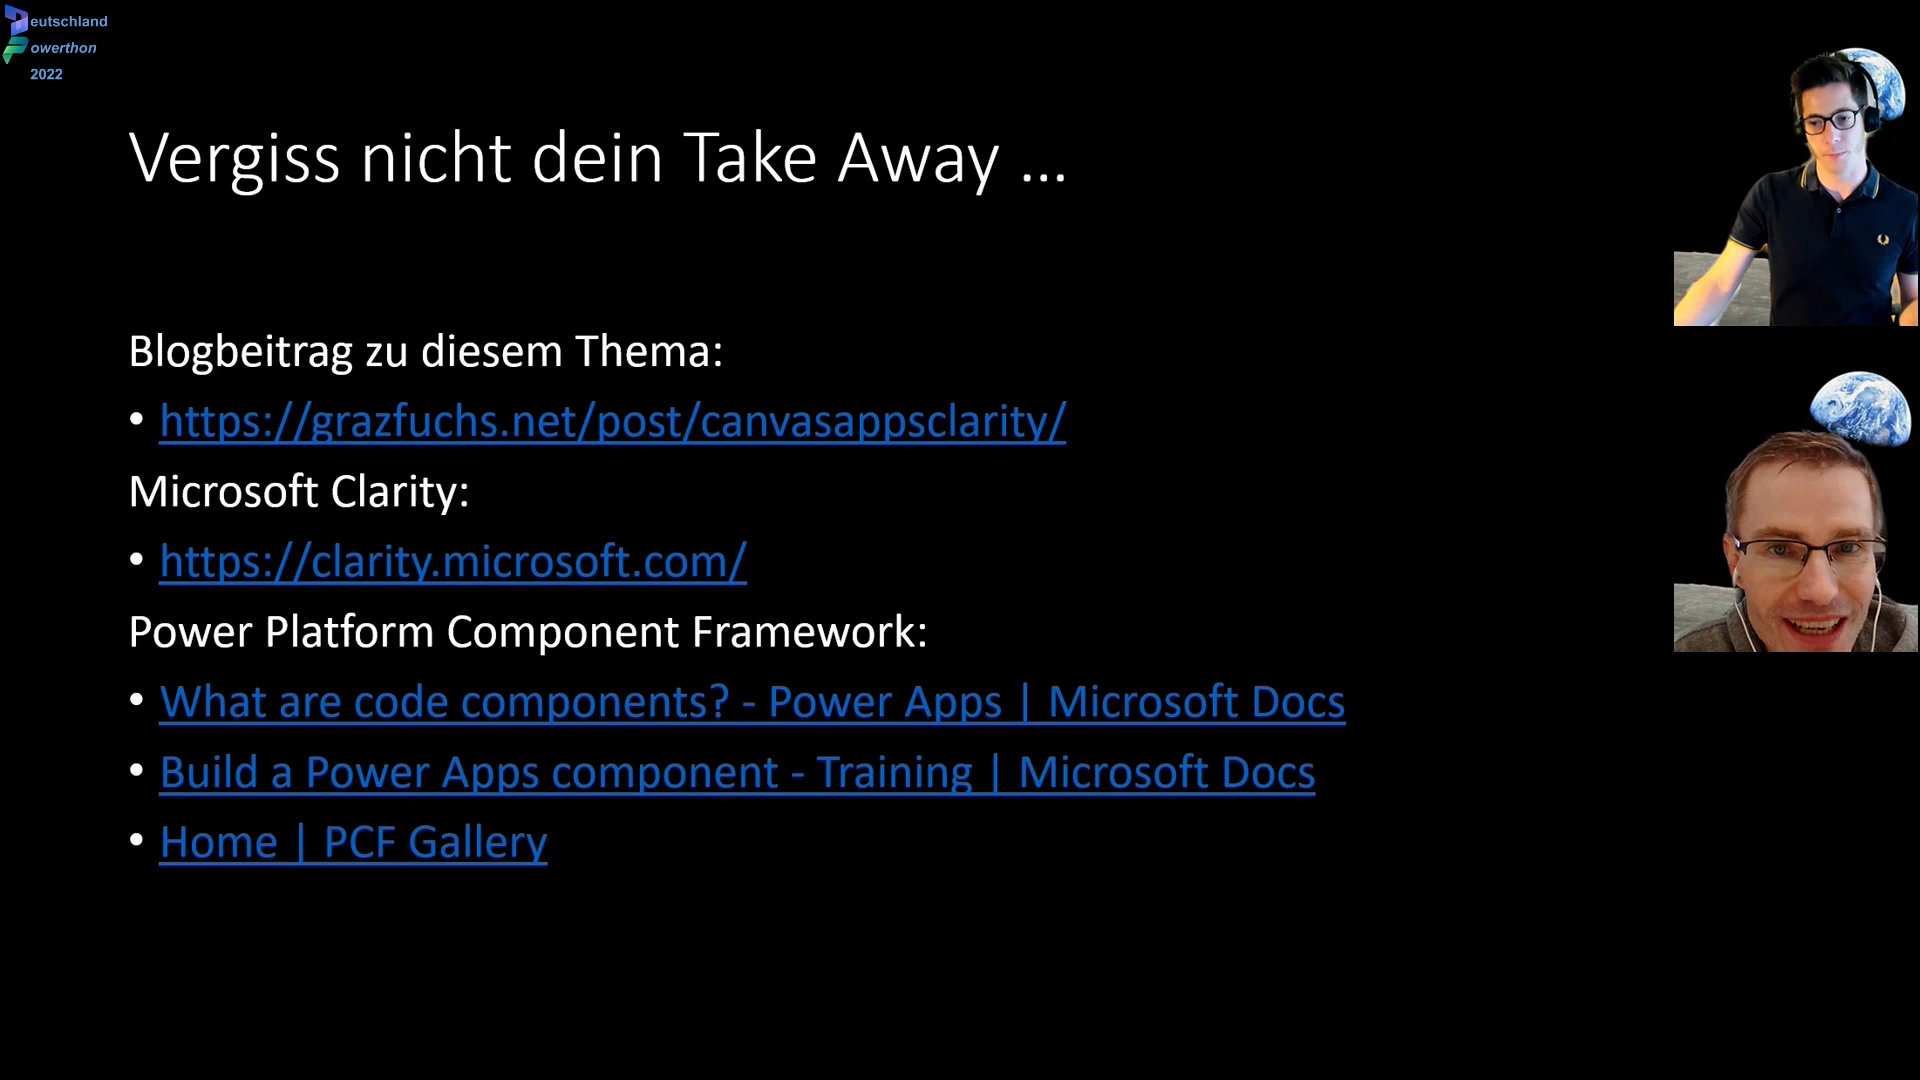 Deutschland
Powerthon
2022
Vergiss nicht dein Take Away ...
Blogbeitrag zu diesem Thema:
• https://grazfuchs.net/post/canvasappsclarity/
Microsoft Clarity:
• https://clarity.microsoft.com/
Power Platform Component Framework:
• What are code components? - Power Apps | Microsoft Docs
• Build a Power Apps component - Training | Microsoft Docs
• Home | PCF Gallery